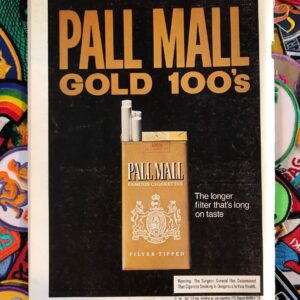 PALL MALL
GOLD 100's
PALL MALL
FAMOUS CIGARETTES
FILTER TIPPED
The longer
filter that's long
on taste
Warning: The Surgeon General Has Determined
That Cigarette Smoking Is Dangerous to Your Health.